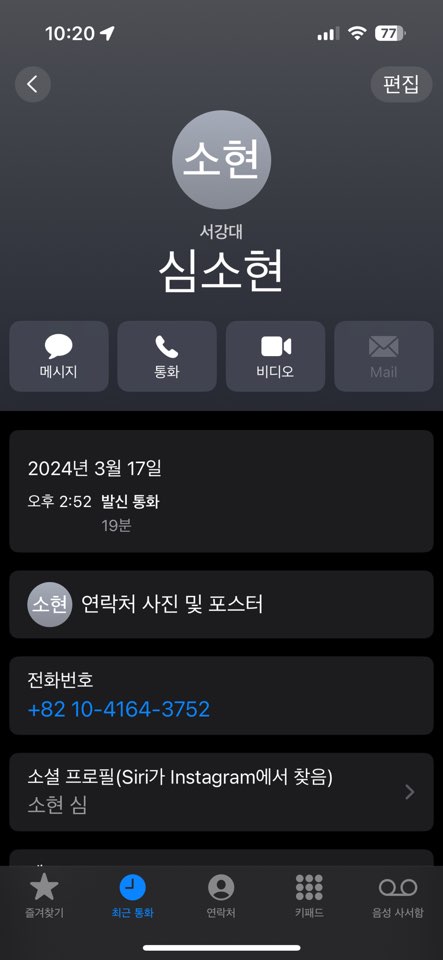 10:20
77
편집
소현
서강대
심소현
메시지
통화
비디오
Mail
2024년 3월 17일
오후 2:52 발신 통화
19분
소현 연락처 사진 및 포스터
전화번호
+82 10-4164-3752
소셜 프로필(Siri가 Instagram에서 찾음)
소현 심
즐겨찾기
최근 통화
연락처
키패드
음성 사서함